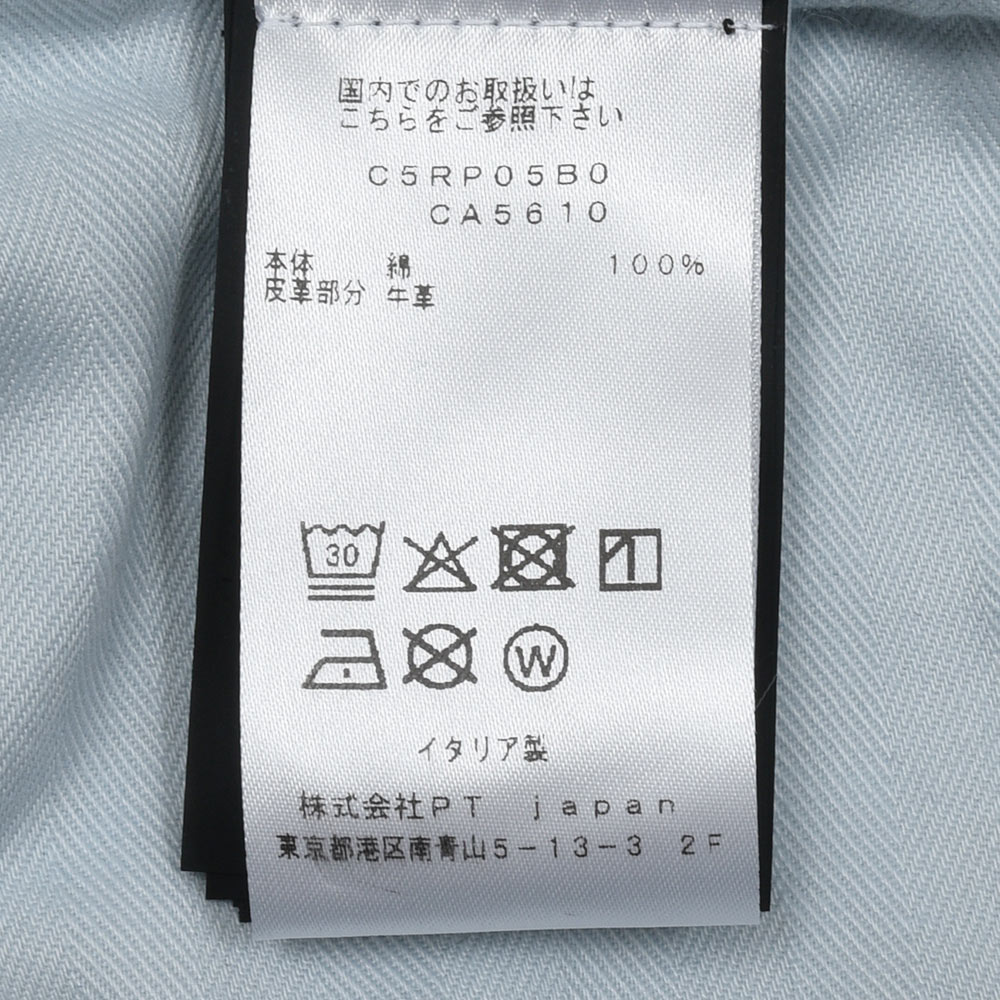 国内でのお取扱いは
こちらをご参照下さい
C5RP05B0
CA5610
本体 綿 100%
皮革部分 牛革
30
1
W
イタリア製
株式会社PT japan
東京都港区南青山5-13-3 2F